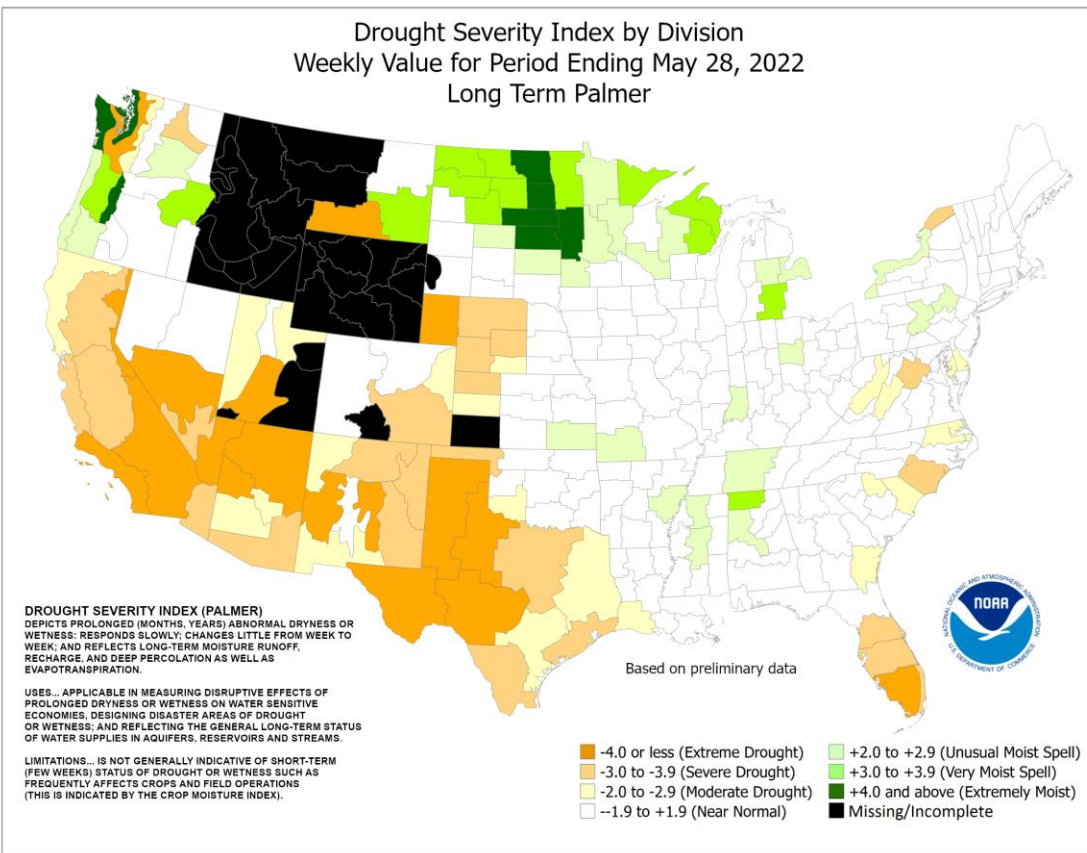 Drought Severity Index by Division
Weekly Value for Period Ending May 28, 2022
Long Term Palmer
DROUGHT SEVERITY INDEX (PALMER)
DEPICTS PROLONGED (MONTHS, YEARS) ABNORMAL DRYNESS OR
WETNESS: RESPONDS SLOWLY; CHANGES LITTLE FROM WEEK TO
WEEK; AND REFLECTS LONG-TERM MOISTURE RUNOFF,
RECHARGE, AND DEEP PERCOLATION AS WELL AS
EVAPOTRANSPIRATION.
USES... APPLICABLE IN MEASURING DISRUPTIVE EFFECTS OF
PROLONGED DRYNESS OR WETNESS ON WATER SENSITIVE
ECONOMIES, DESIGNING DISASTER AREAS OF DROUGHT
OR WETNESS; AND REFLECTING THE GENERAL LONG-TERM STATUS
OF WATER SUPPLIES IN AQUIFERS, RESERVOIRS AND STREAMS.
LIMITATIONS... IS NOT GENERALLY INDICATIVE OF SHORT-TERM
(FEW WEEKS) STATUS OF DROUGHT OR WETNESS SUCH AS
FREQUENTLY AFFECTS CROPS AND FIELD OPERATIONS
(THIS IS INDICATED BY THE CROP MOISTURE INDEX).
Based on preliminary data
NATIONAL OCEANIC AND ATMOSPHERIC ADMINISTRATION
NOAA
U.S. DEPARTMENT OF COMMERCE
-4.0 or less (Extreme Drought)
-3.0 to -3.9 (Severe Drought)
-2.0 to -2.9 (Moderate Drought)
--1.9 to +1.9 (Near Normal)
+2.0 to +2.9 (Unusual Moist Spell)
+3.0 to +3.9 (Very Moist Spell)
+4.0 and above (Extremely Moist)
Missing/Incomplete